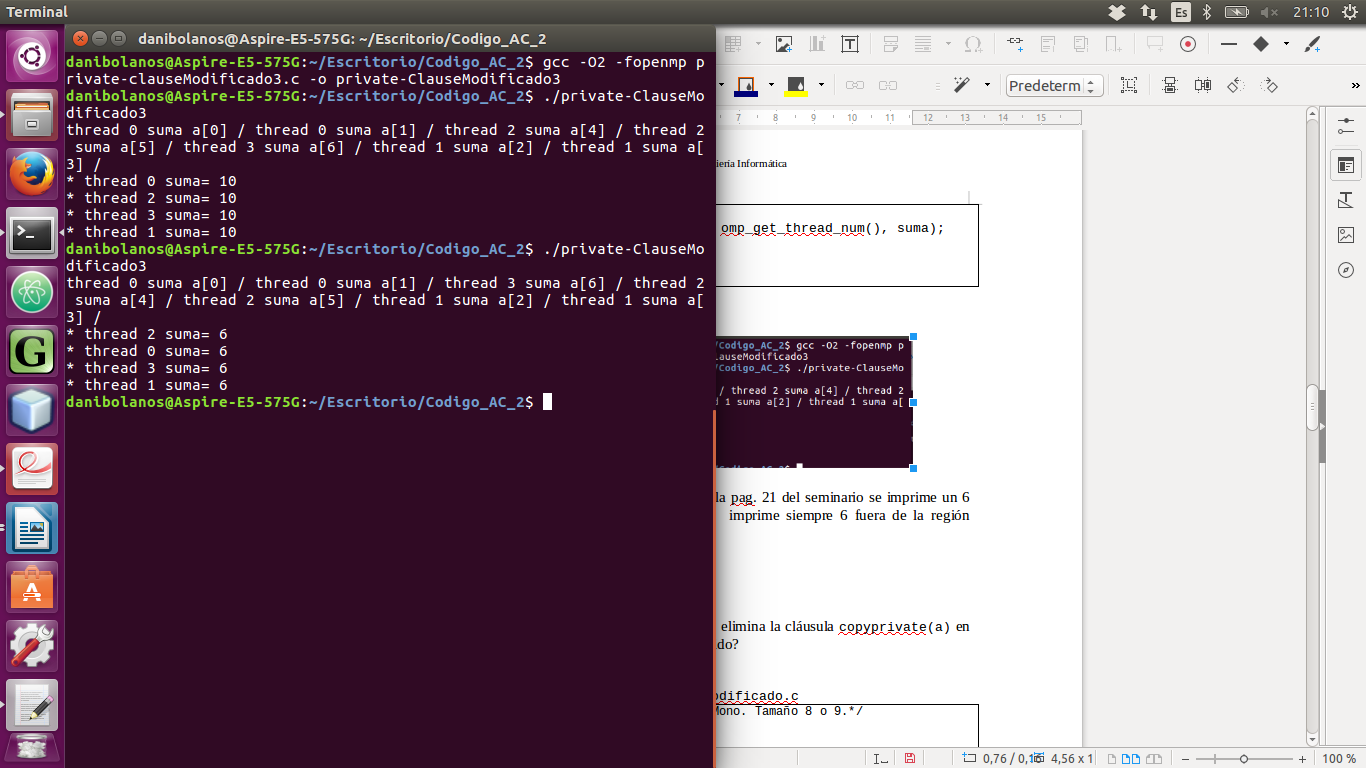 Terminal
Es
21:10
danibolanos@Aspire-E5-575G: ~/Escritorio/Codigo_AC_2
danibolanos@Aspire-E5-575G:~/Escritorio/Codigo_AC_2$ gcc -O2 -fopenmp p
rivate-clauseModificado3.c -o private-ClauseModificado3
danibolanos@Aspire-E5-575G:~/Escritorio/Codigo_AC_2$ ./private-ClauseMo
dificado3
thread 0 suma a[0] / thread 0 suma a[1] / thread 2 suma a[4] / thread 2
 suma a[5] / thread 3 suma a[6] / thread 1 suma a[2] / thread 1 suma a[
3] /
* thread 0 suma= 10
* thread 2 suma= 10
* thread 3 suma= 10
* thread 1 suma= 10
danibolanos@Aspire-E5-575G:~/Escritorio/Codigo_AC_2$ ./private-ClauseMo
dificado3
thread 0 suma a[0] / thread 0 suma a[1] / thread 3 suma a[6] / thread 2
 suma a[4] / thread 2 suma a[5] / thread 1 suma a[2] / thread 1 suma a[
3] /
* thread 2 suma= 6
* thread 0 suma= 6
* thread 3 suma= 6
* thread 1 suma= 6
danibolanos@Aspire-E5-575G:~/Escritorio/Codigo_AC_2$
Predeterm
7 8 9 10 11 12 13 14 15
iería Informática
omp_get_thread_num(), suma);
/Codigo_AC_2$ gcc -O2 -fopenmp p
lauseModificado3
/Codigo_AC_2$ ./private-ClauseMo
/ thread 2 suma a[4] / thread 2
d 1 suma a[2] / thread 1 suma a[
la pag. 21 del seminario se imprime un 6
imprime siempre 6 fuera de la región
elimina la cláusula copyprivate(a) en
do?
odificado.c
Mono. Tamaño 8 o 9.*/
4,56 x 1
100 %